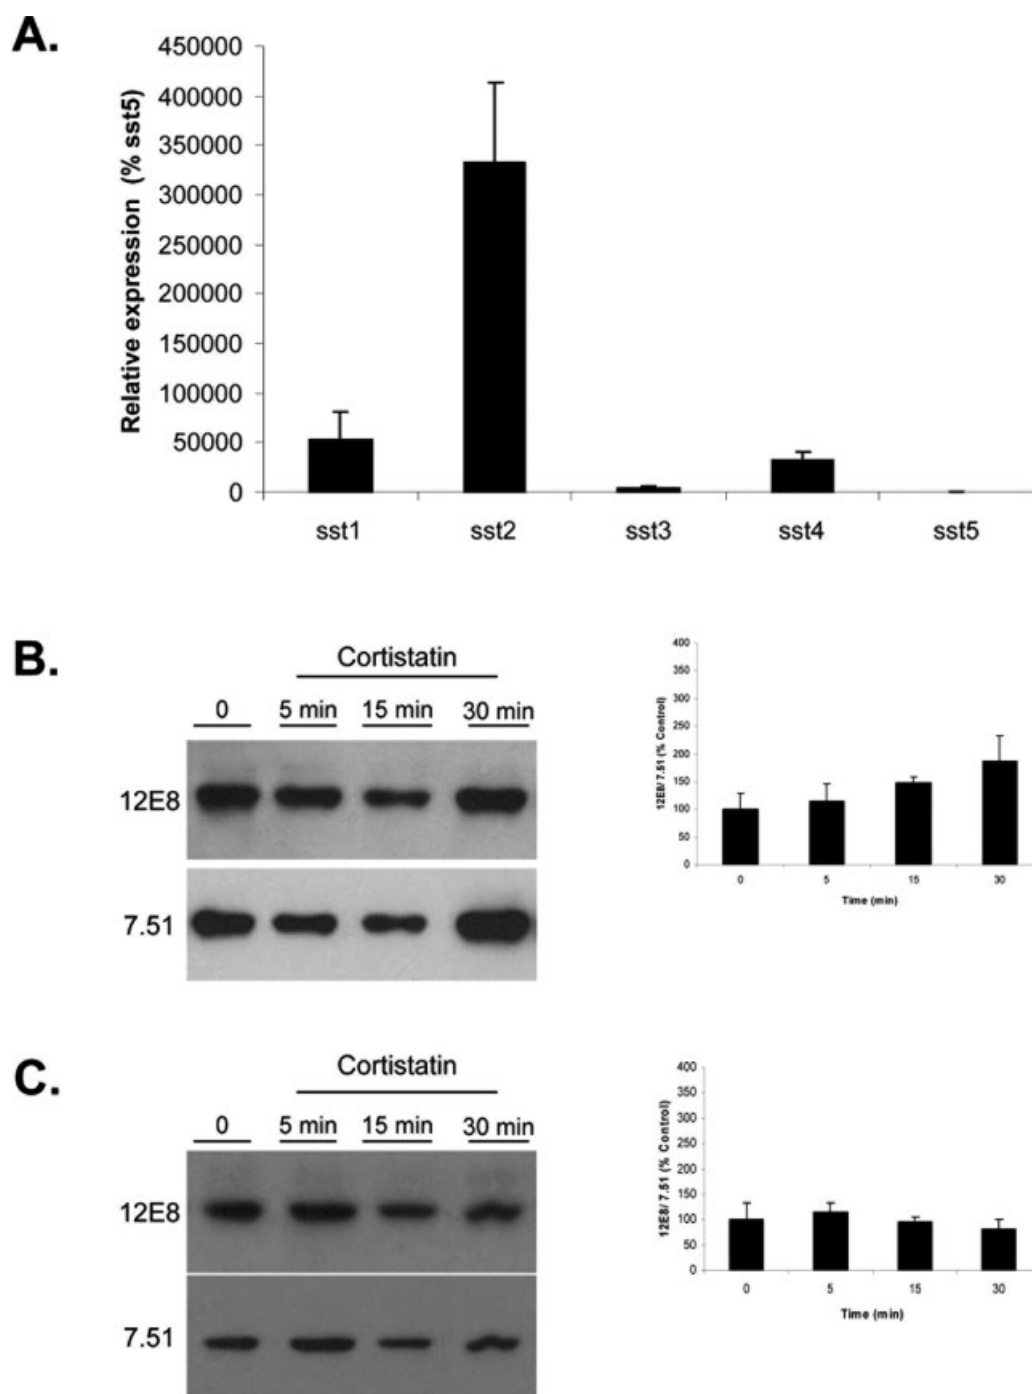 A.
Relative expression (% sst5)
450000
400000
350000
300000
250000
200000
150000
100000
50000
0
sst1 sst2 sst3 sst4 sst5
B.
Cortistatin
0 5 min 15 min 30 min
12E8
7.51
12E8/ 7.51 (% Control)
400
350
300
250
200
150
100
50
0
0 5 15 30
Time (min)
C.
Cortistatin
0 5 min 15 min 30 min
12E8
7.51
12E8/ 7.51 (% Control)
400
350
300
250
200
150
100
50
0
0 5 15 30
Time (min)